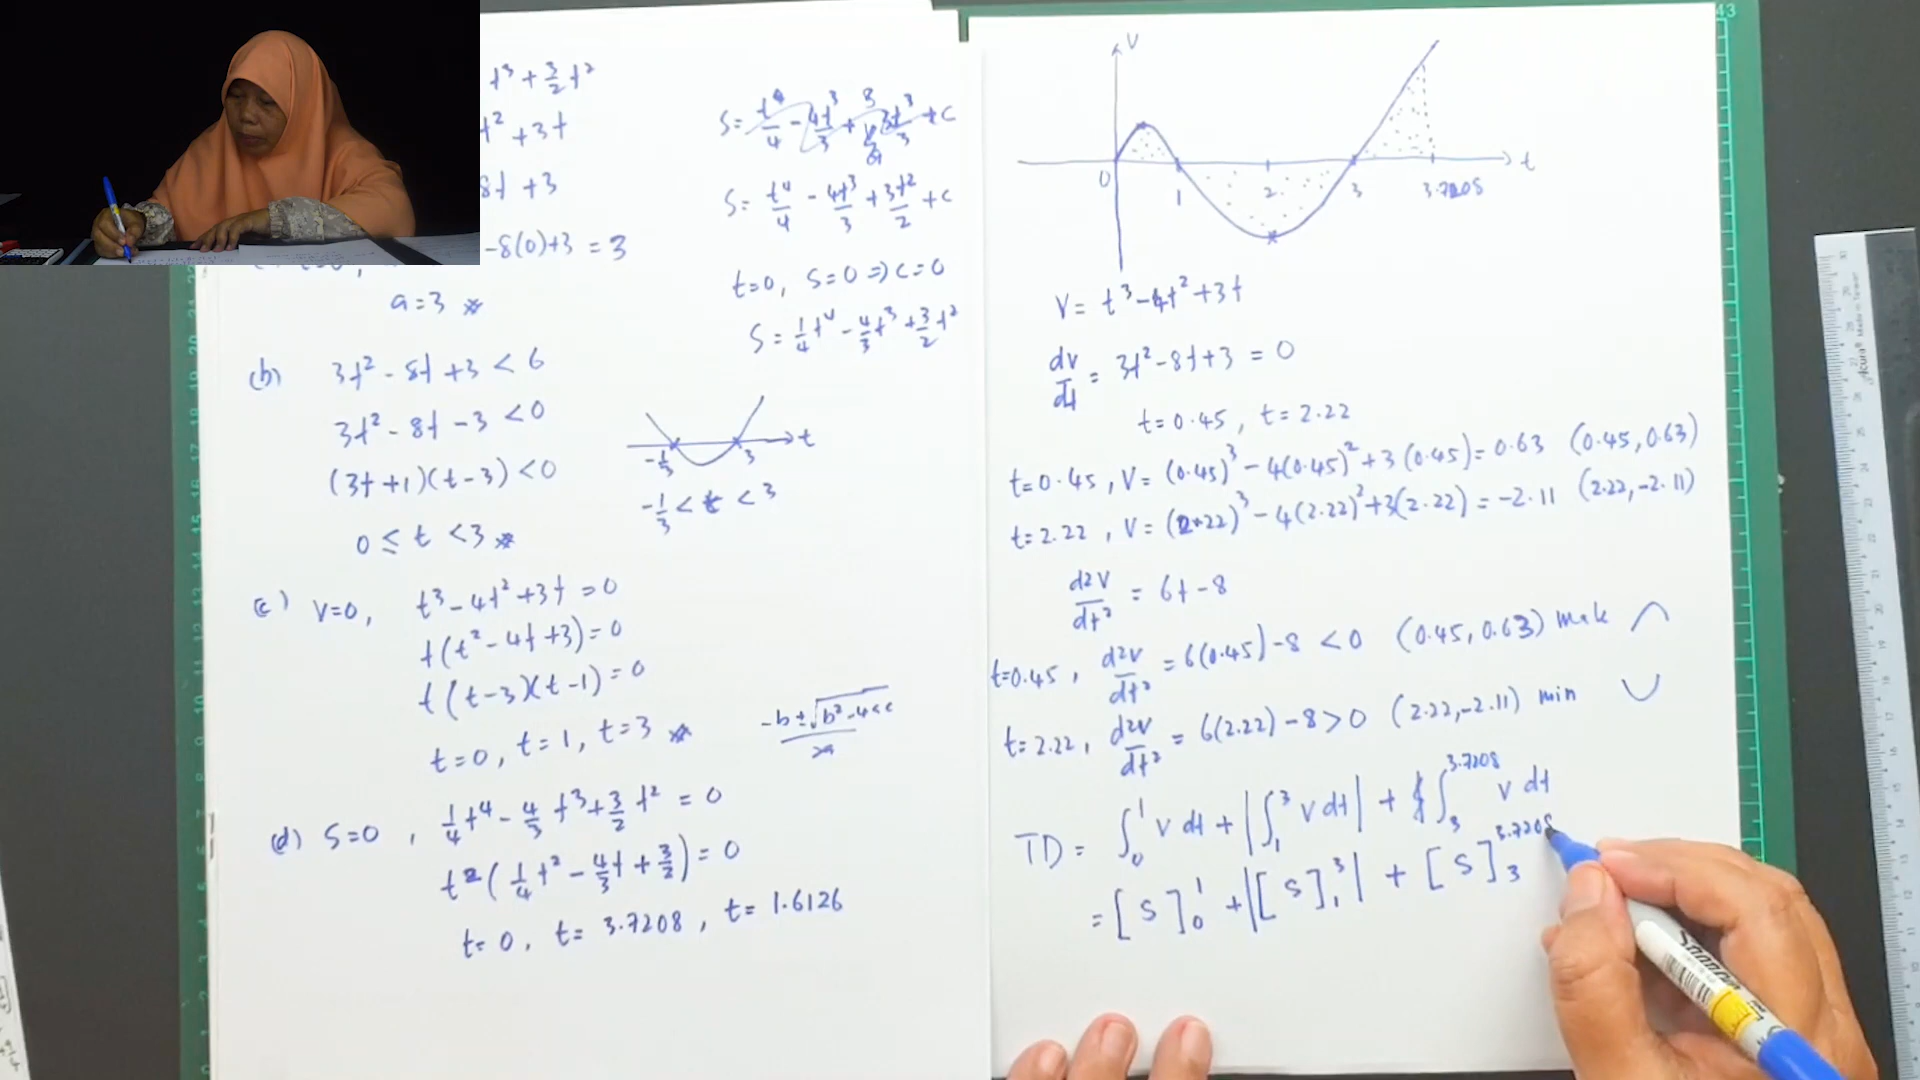 t³ + 3/2 t²
t² + 3t
8t + 3
-8(0)+3 = 3
a = 3 *
(b) 3t² - 8t + 3 < 6
3t² - 8t - 3 < 0
(3t+1)(t-3) < 0
0 ≤ t < 3 *
(c) v=0, t³ - 4t² + 3t = 0
t(t² - 4t + 3) = 0
t(t-3)(t-1) = 0
t=0, t=1, t=3 *
(d) S=0, 1/4 t⁴ - 4/3 t³ + 3/2 t² = 0
t²(1/4 t² - 4/3 t + 3/2) = 0
t= 0, t= 3.7208, t= 1.6126
S= t⁴/4 - 4t³/3 + 3t²/2 + c
t=0, S=0 ⇒ c=0
S = 1/4 t⁴ - 4/3 t³ + 3/2 t²
t
-1/3 3
-1/3 < t < 3
v
0 1 2 3 3.7208 t
V = t³ - 4t² + 3t
dv/dt = 3t² - 8t + 3 = 0
t=0.45, t=2.22
t=0.45, V= (0.45)³ - 4(0.45)² + 3(0.45) = 0.63 (0.45, 0.63)
t=2.22, V= (2.22)³ - 4(2.22)² + 3(2.22) = -2.11 (2.22, -2.11)
d2v/dt² = 6t - 8
t=0.45, d2v/dt² = 6(0.45) - 8 < 0 (0.45, 0.63) mak
t=2.22, d2v/dt² = 6(2.22) - 8 > 0 (2.22, -2.11) min
TD = ∫₀¹ v dt + |∫₁³ v dt| + ∫₃^3.7208 v dt
= [S]₀¹ + |[S]₁³| + [S]₃^3.7208